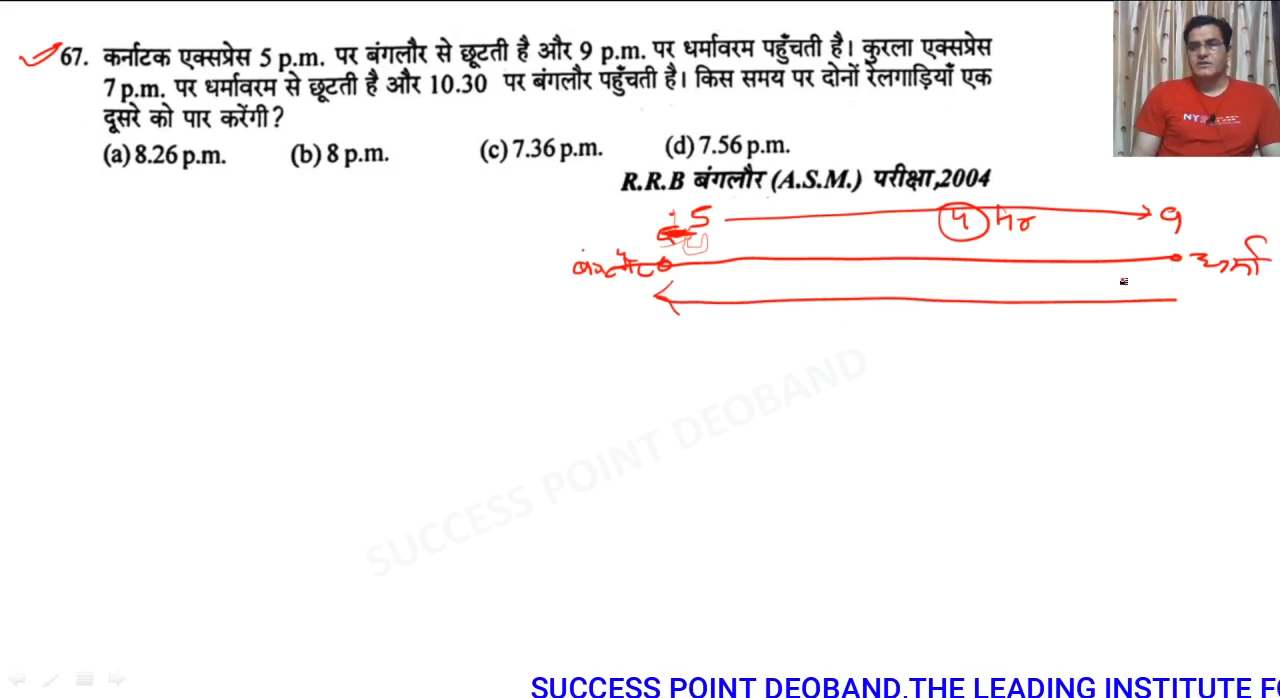 67. कर्नाटक एक्सप्रेस 5 p.m. पर बंगलौर से छूटती है और 9 p.m. पर धर्मावरम पहुँचती है। कुरला एक्सप्रेस
7 p.m. पर धर्मावरम से छूटती है और 10.30 पर बंगलौर पहुँचती है। किस समय पर दोनों रेलगाड़ियाँ एक
दूसरे को पार करेंगी?
(a) 8.26 p.m. (b) 8 p.m. (c) 7.36 p.m. (d) 7.56 p.m.
R.R.B बंगलौर (A.S.M.) परीक्षा,2004
5 9
SUCCESS POINT DEOBAND
SUCCESS POINT DEOBAND,THE LEADING INSTITUTE